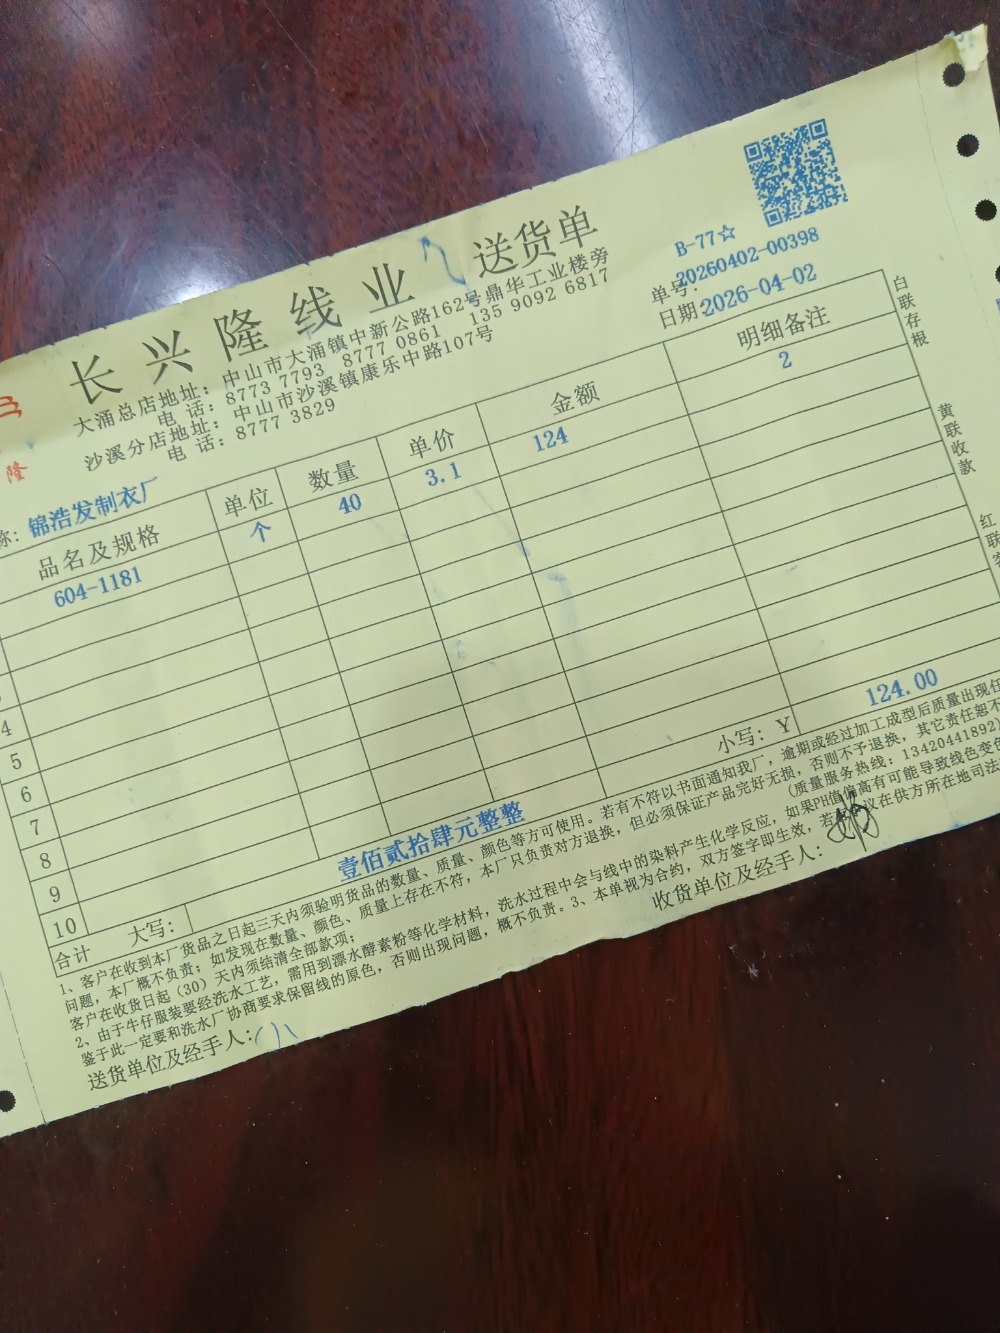 长兴隆线业 送货单
B-77☆
大涌总店地址：中山市大涌镇中新公路162号鼎华工业楼旁
电 话：8773 7793 8777 0861 135 9092 6817
沙溪分店地址：中山市沙溪镇康乐中路107号
电 话：8777 3829
单号：20260402-00398
日期：2026-04-02
隆
称：锦浩发制衣厂
品名及规格 单位 数量 单价 金额 明细备注
604-1181 个 40 3.1 124 2
4
5
6
7
8
9
10
合计 大写：壹佰贰拾肆元整整 小写：¥ 124.00
白联存根
黄联收款
红联客
1、客户在收到本厂货品之日起三天内须验明货品的数量、质量、颜色等方可使用。若有不符以书面通知我厂，逾期或经过加工成型后质量出现任
问题，本厂概不负责；如发现在数量、颜色、质量上存在不符，本厂只负责对方退换，但必须保证产品完好无损，否则不予退换，其它责任恕不
客户在收货日起（30）天内须结清全部款项； (质量服务热线：13420441892)
2、由于牛仔服装要经洗水工艺，需用到漂水酵素粉等化学材料，洗水过程中会与线中的染料产生化学反应，如果PH值偏高有可能导致线色变色
鉴于此一定要和洗水厂协商要求保留线的原色，否则出现问题，概不负责。3、本单视为合约，双方签字即生效，若 议在供方所在地司法
送货单位及经手人： 收货单位及经手人：